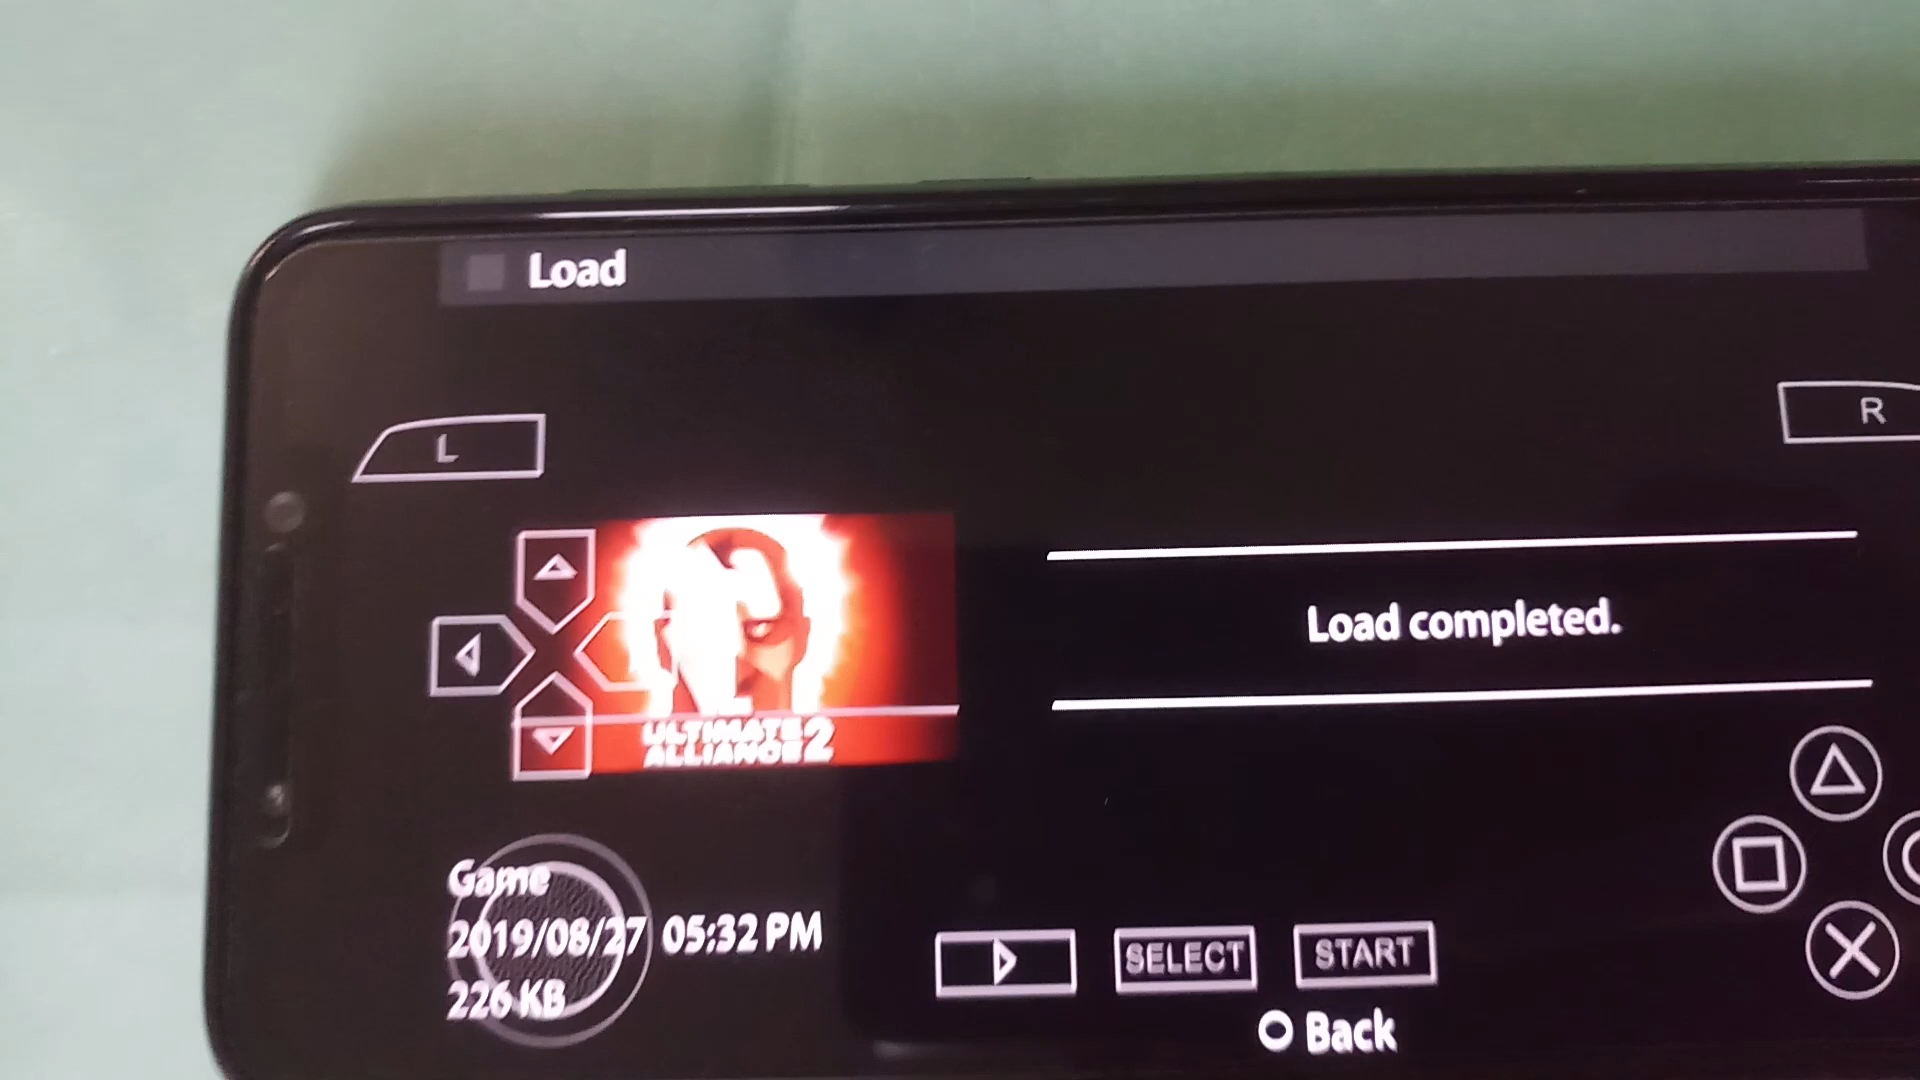 Load
L
R
Load completed.
ULTIMATE
ALLIANCE 2
Game
2019/08/27 05:32 PM
226 KB
SELECT
START
Back